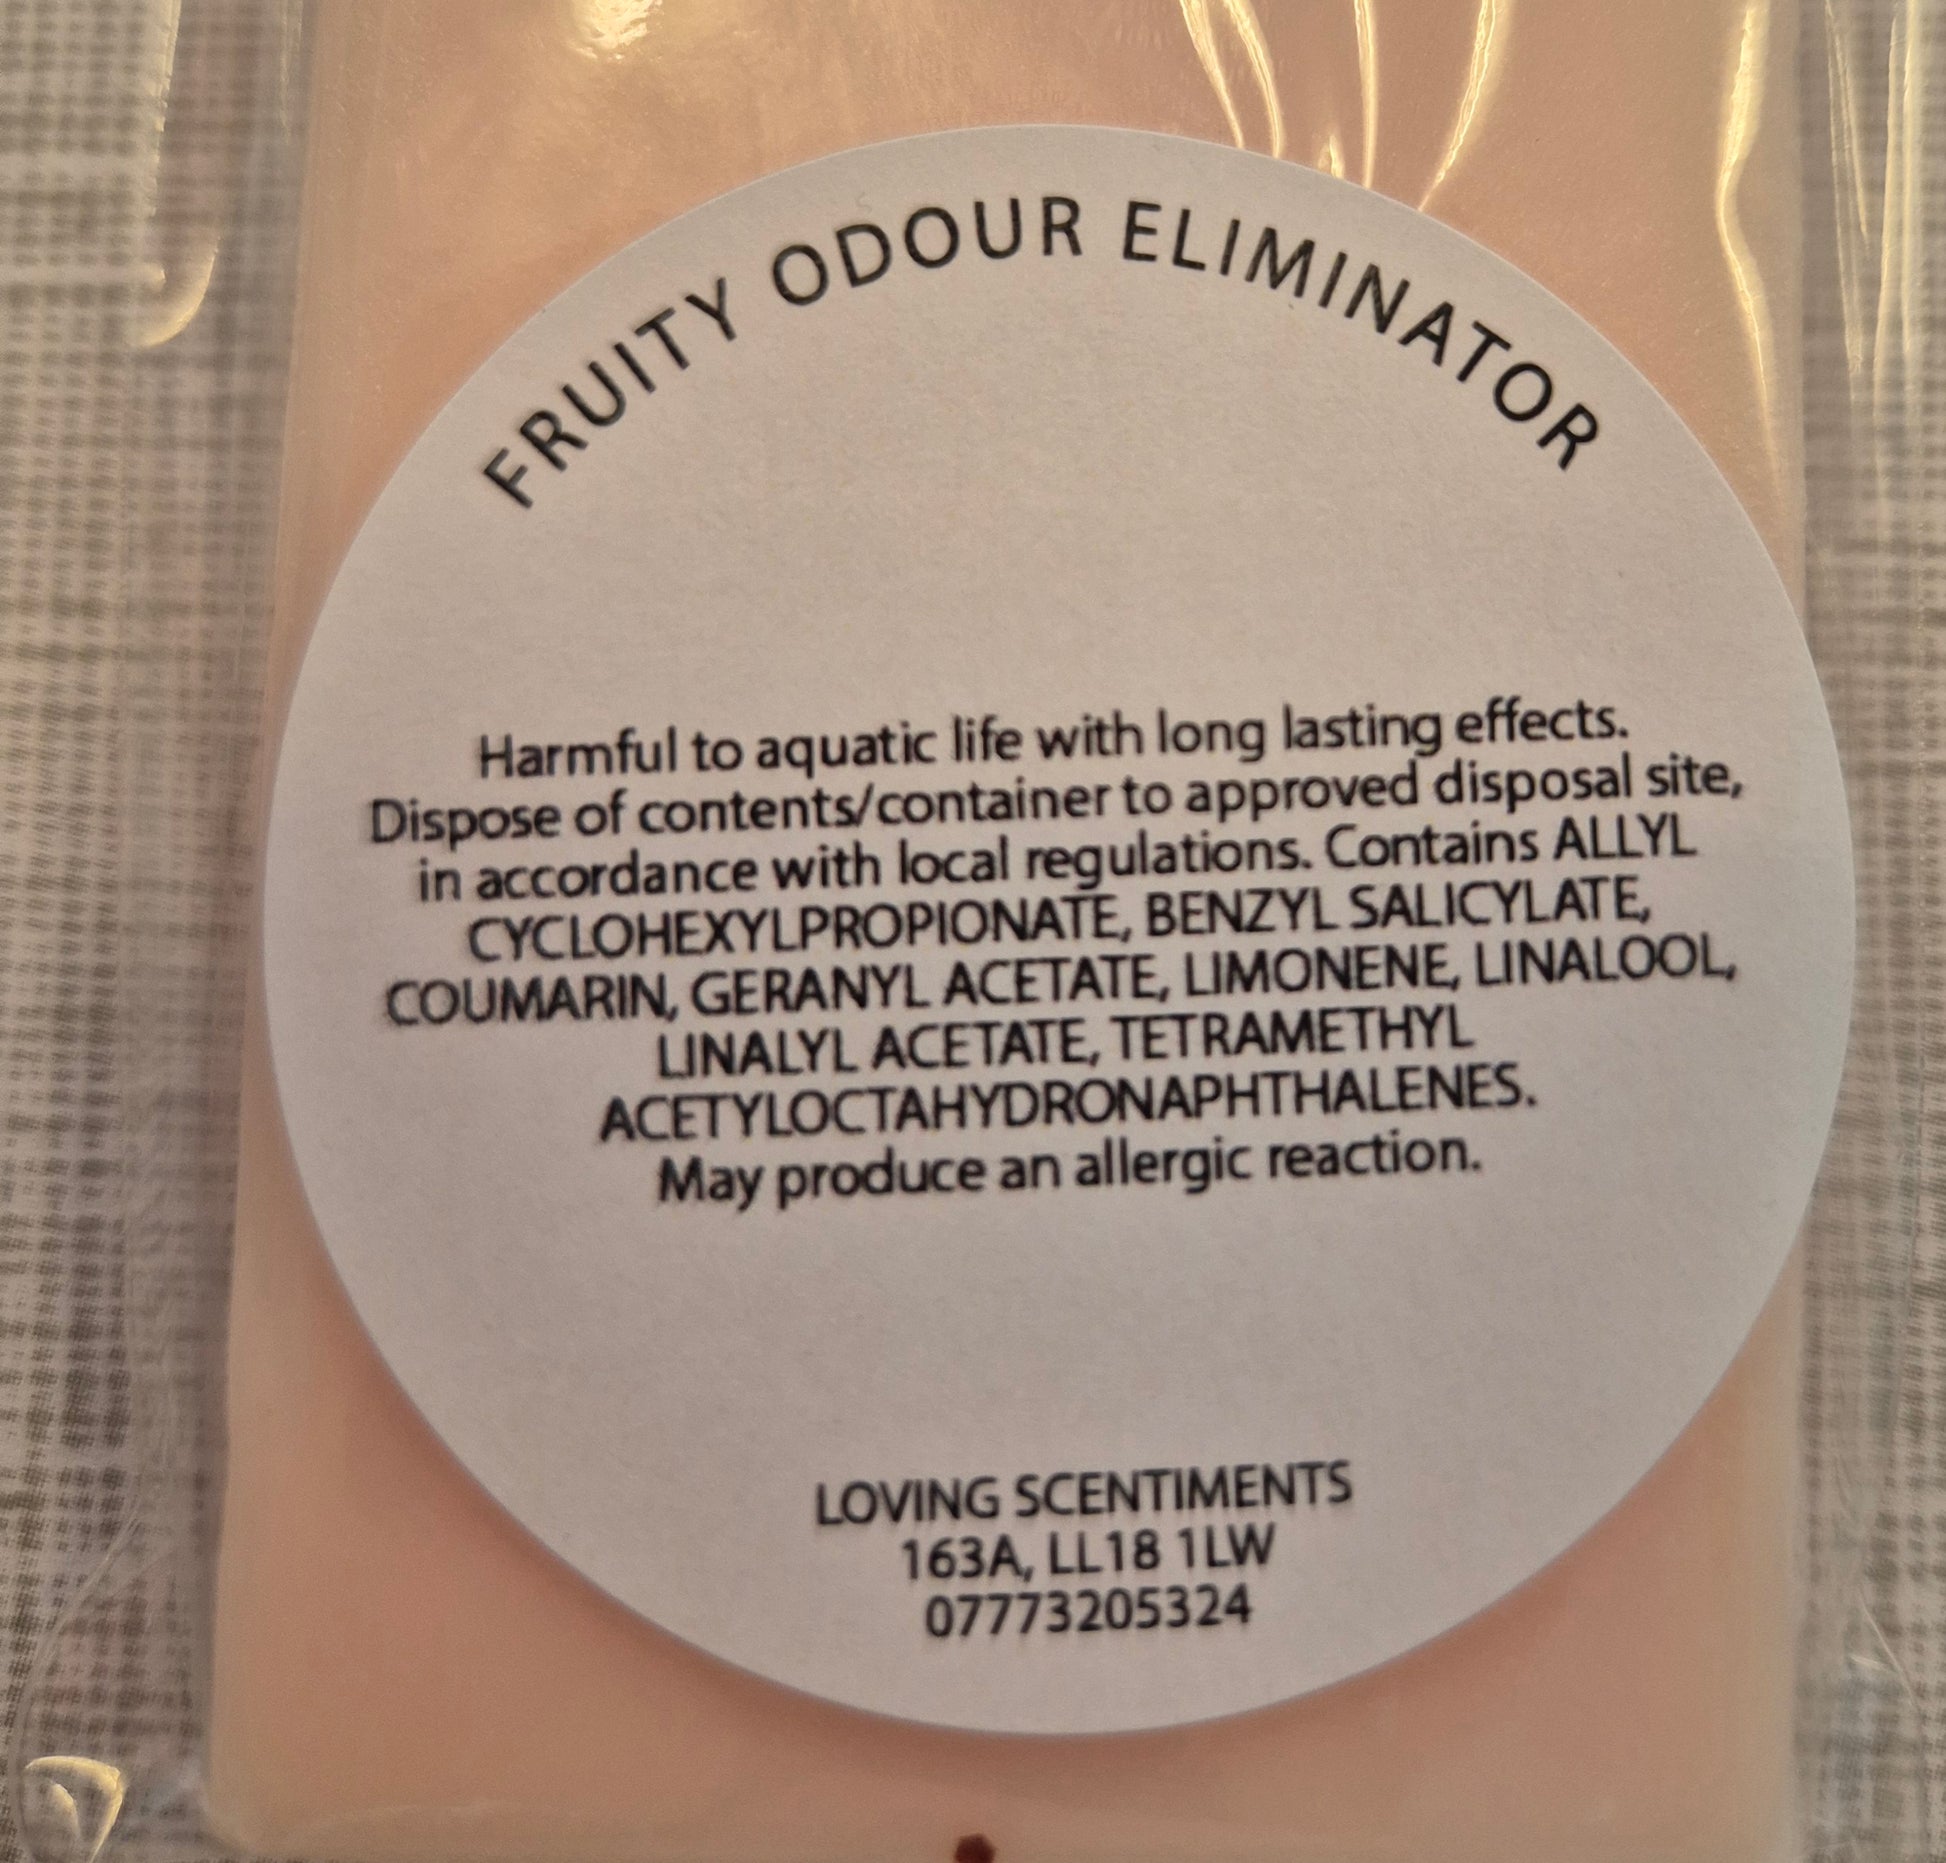 FRUITY ODOUR ELIMINATOR
Harmful to aquatic life with long lasting effects.
Dispose of contents/container to approved disposal site,
in accordance with local regulations. Contains ALLYL
CYCLOHEXYLPROPIONATE, BENZYL SALICYLATE,
COUMARIN, GERANYL ACETATE, LIMONENE, LINALOOL,
LINALYL ACETATE, TETRAMETHYL
ACETYLOCTAHYDRONAPHTHALENES.
May produce an allergic reaction.
LOVING SCENTIMENTS
163A, LL18 1LW
07773205324